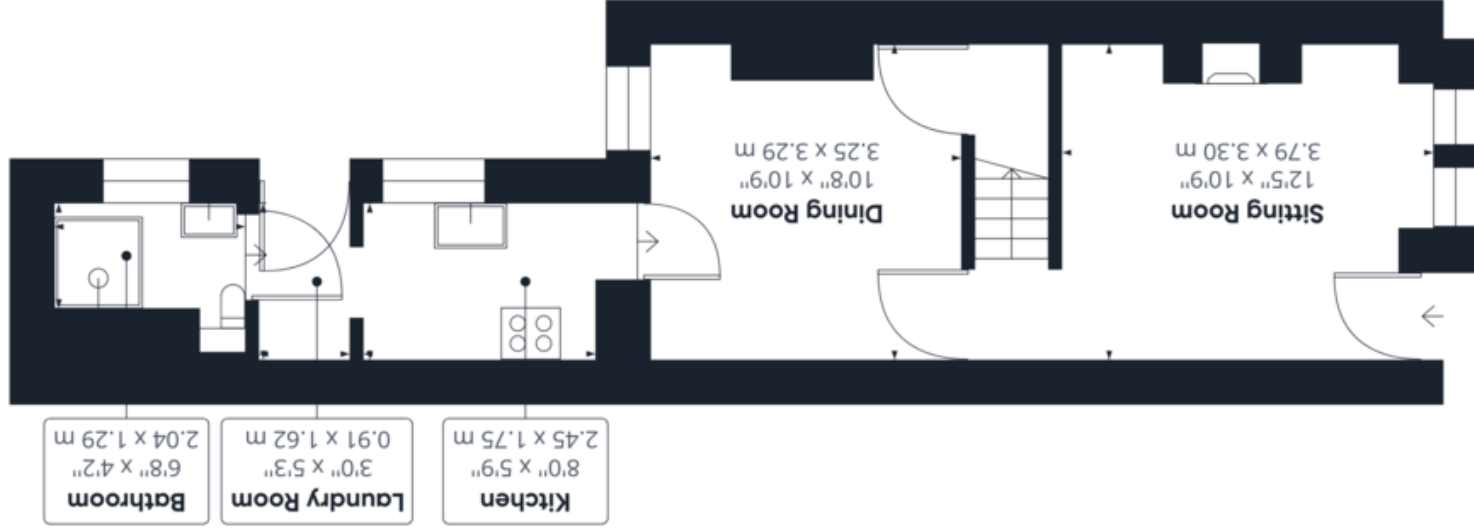 Sitting Room
12'5" x 10'9"
3.79 x 3.30 m
Dining Room
10'8" x 10'9"
3.25 x 3.29 m
Kitchen
8'0" x 5'9"
2.45 x 1.75 m
Laundry Room
3'0" x 5'3"
0.91 x 1.62 m
Bathroom
6'8" x 4'2"
2.04 x 1.29 m